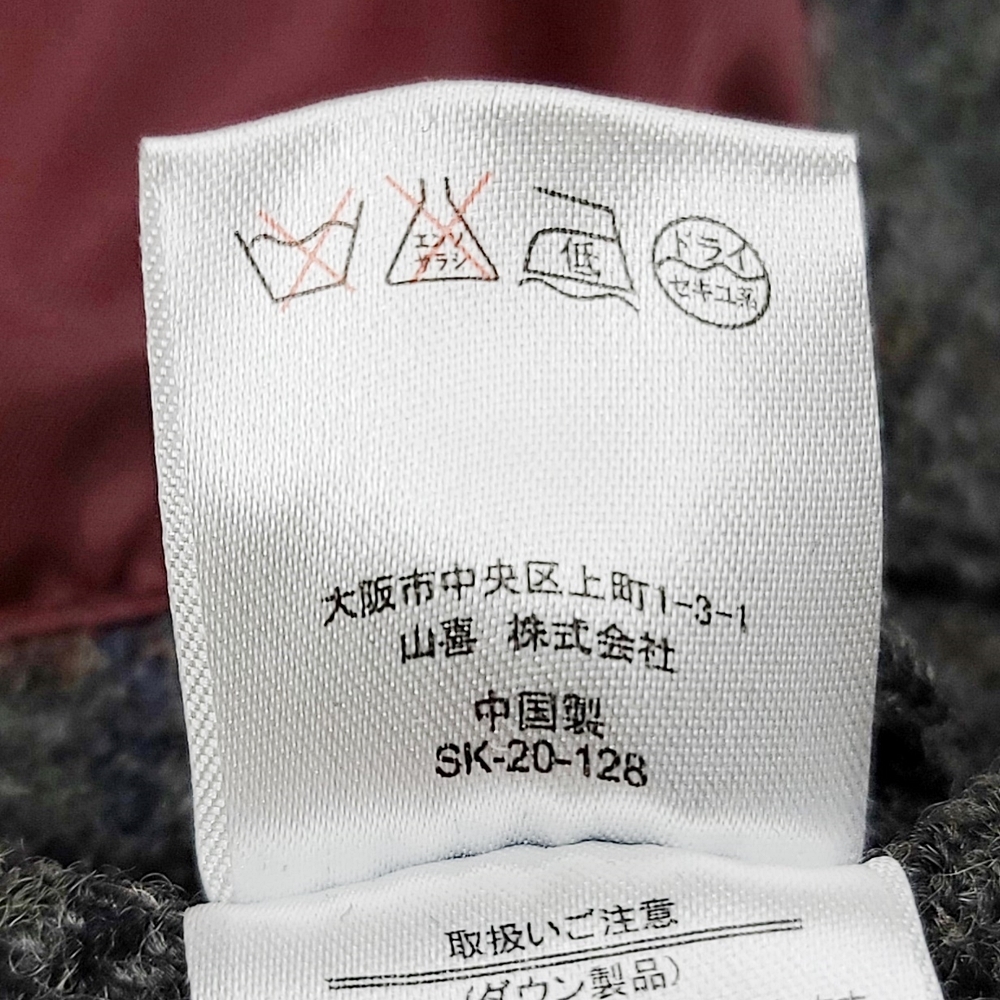 エンソ
サラシ
低
ドライ
セキユ系
大阪市中央区上町1-3-1
山喜 株式会社
中国製
SK-20-128
取扱いご注意
(ダウン製品)